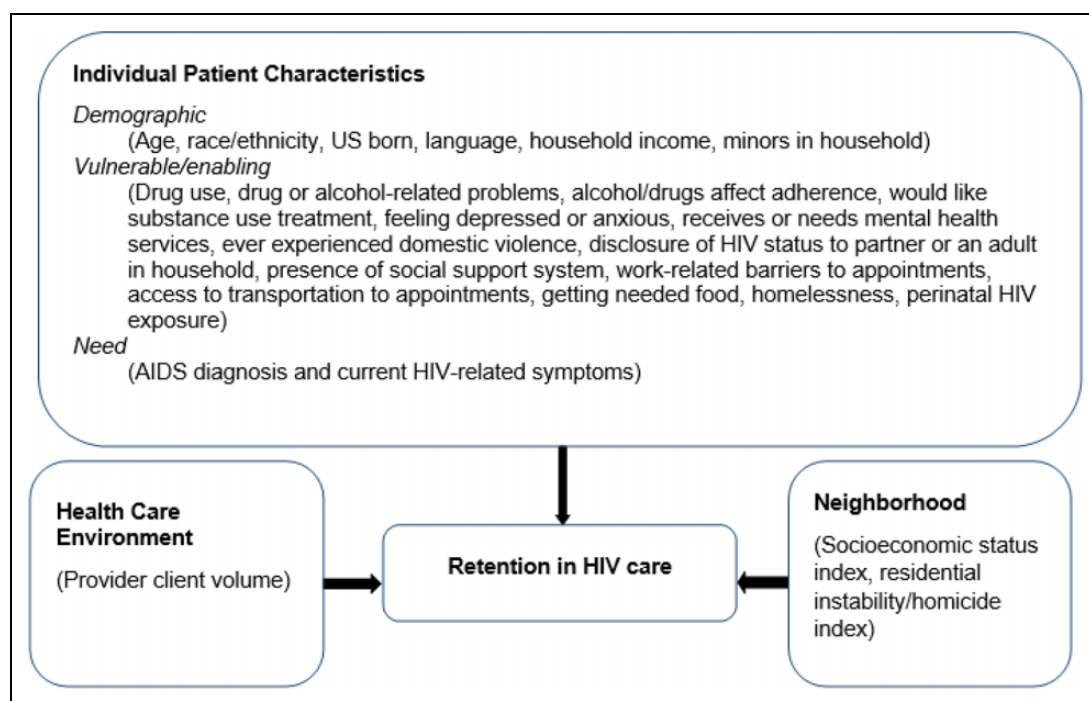 Individual Patient Characteristics
Demographic
(Age, race/ethnicity, US born, language, household income, minors in household)
Vulnerable/enabling
(Drug use, drug or alcohol-related problems, alcohol/drugs affect adherence, would like
substance use treatment, feeling depressed or anxious, receives or needs mental health
services, ever experienced domestic violence, disclosure of HIV status to partner or an adult
in household, presence of social support system, work-related barriers to appointments,
access to transportation to appointments, getting needed food, homelessness, perinatal HIV
exposure)
Need
(AIDS diagnosis and current HIV-related symptoms)
Health Care
Environment
(Provider client volume)
Retention in HIV care
Neighborhood
(Socioeconomic status
index, residential
instability/homicide
index)